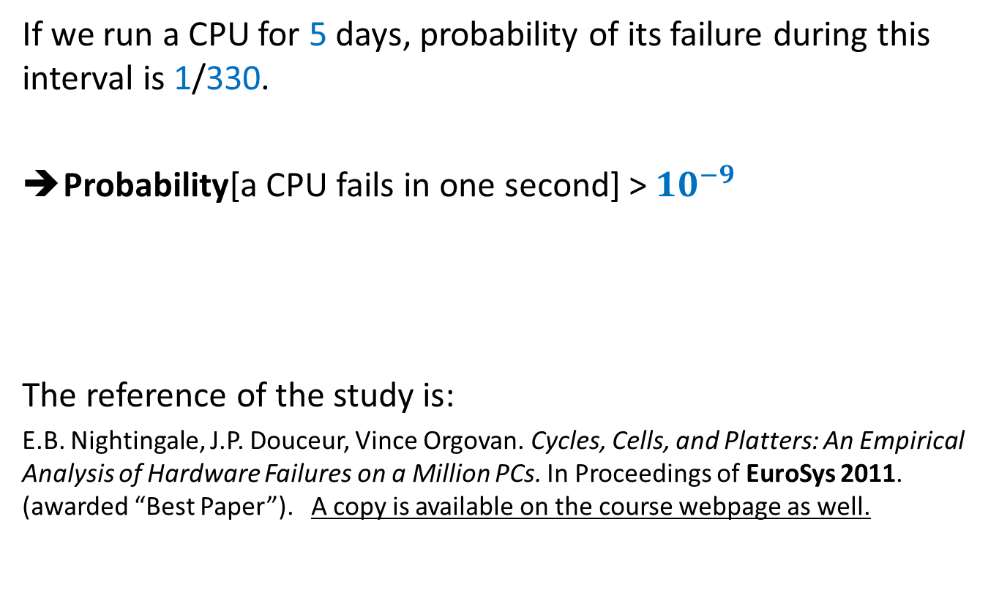 If we run a CPU for 5 days, probability of its failure during this
interval is 1/330.
➔Probability[a CPU fails in one second] > 10⁻⁹
The reference of the study is:
E.B. Nightingale, J.P. Douceur, Vince Orgovan. Cycles, Cells, and Platters: An Empirical
Analysis of Hardware Failures on a Million PCs. In Proceedings of EuroSys 2011.
(awarded “Best Paper”). A copy is available on the course webpage as well.